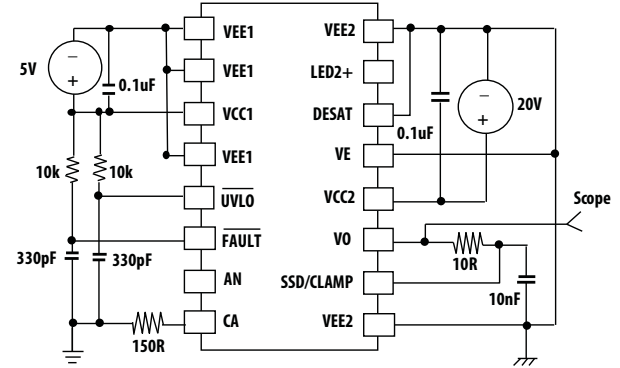 VEE1
VEE2
5V
−
+
0.1uF
VEE1
LED2+
−
+
20V
VCC1
DESAT
0.1uF
VEE1
VE
10k
10k
UVLO
VCC2
Scope
FAULT
VO
330pF
330pF
10R
AN
SSD/CLAMP
10nF
CA
VEE2
150R